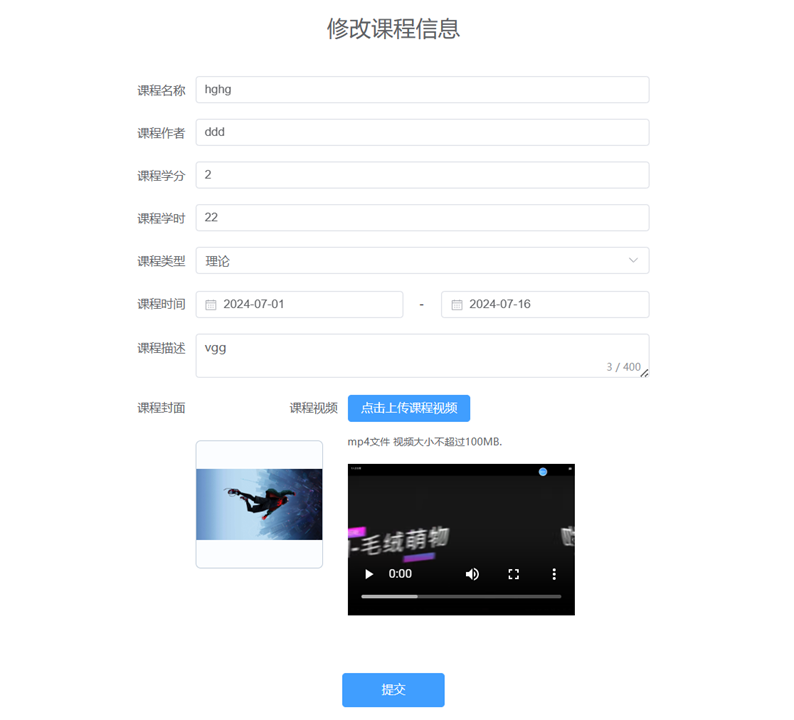 修改课程信息
课程名称 hghg
课程作者 ddd
课程学分 2
课程学时 22
课程类型 理论
课程时间 2024-07-01 - 2024-07-16
课程描述 vgg
3 / 400
课程封面 课程视频 点击上传课程视频
mp4文件 视频大小不超过100MB.
-毛绒萌物
0:00
提交